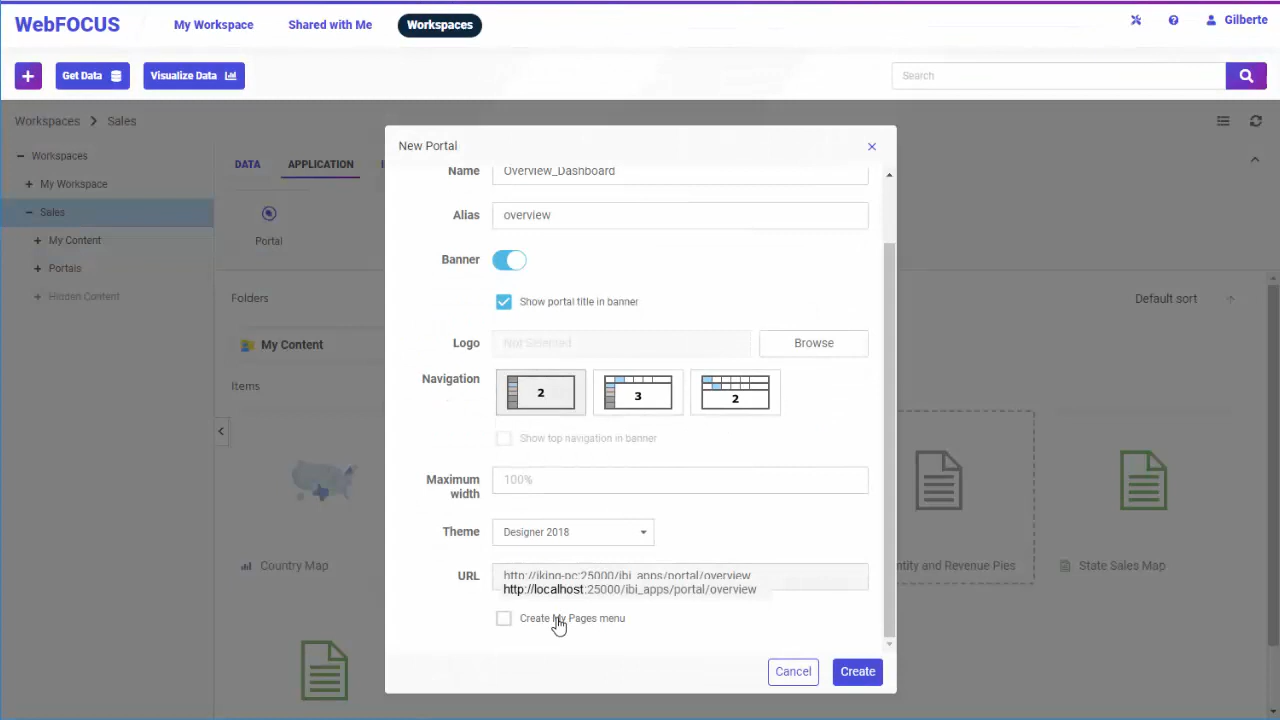 WebFOCUS
My Workspace
Shared with Me
Workspaces
Gilberte
+
Get Data
Visualize Data
Search
Workspaces > Sales
Workspaces
My Workspace
Sales
My Content
Portals
Hidden Content
DATA
APPLICATION
Portal
Folders
Default sort
My Content
Items
Country Map
ntity and Revenue Pies
State Sales Map
New Portal
Name
Overview_Dashboard
Alias
overview
Banner
Show portal title in banner
Logo
Not Selected
Browse
Navigation
2
3
2
Show top navigation in banner
Maximum
width
100%
Theme
Designer 2018
URL
http://iking-pc:25000/ibi_apps/portal/overview
http://localhost:25000/ibi_apps/portal/overview
Create My Pages menu
Cancel
Create